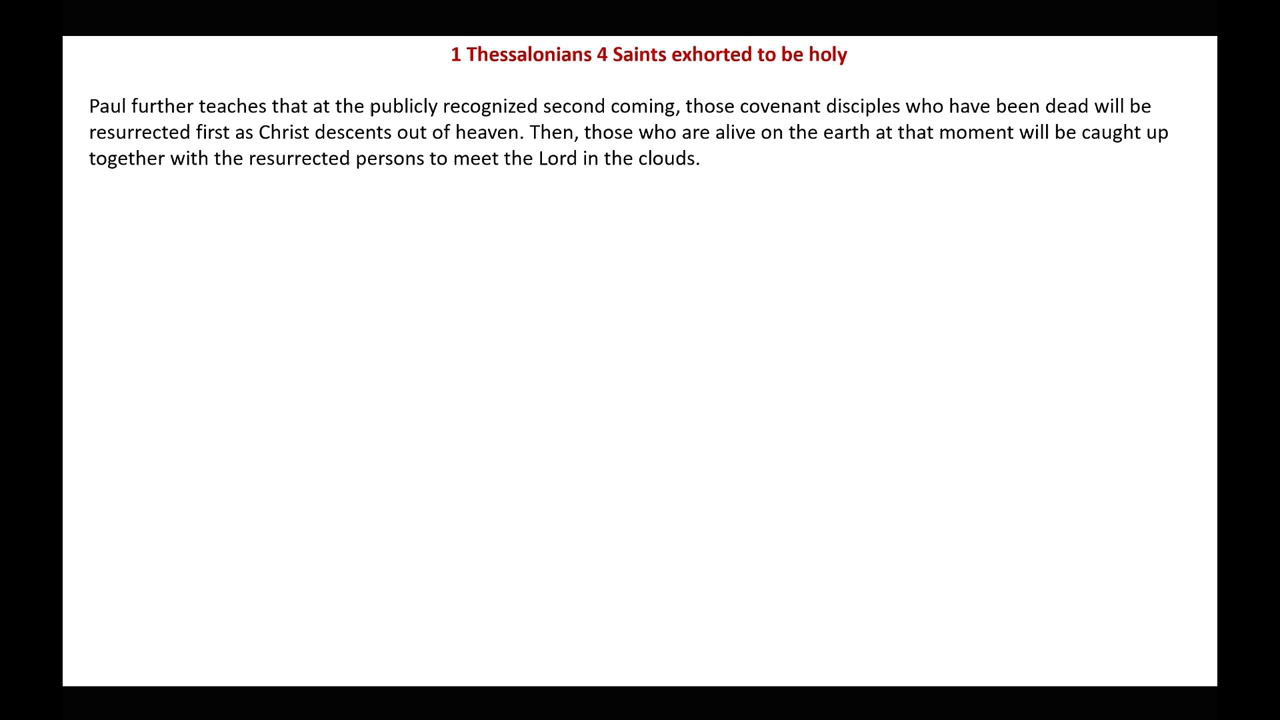 1 Thessalonians 4 Saints exhorted to be holy
Paul further teaches that at the publicly recognized second coming, those covenant disciples who have been dead will be
resurrected first as Christ descents out of heaven. Then, those who are alive on the earth at that moment will be caught up
together with the resurrected persons to meet the Lord in the clouds.